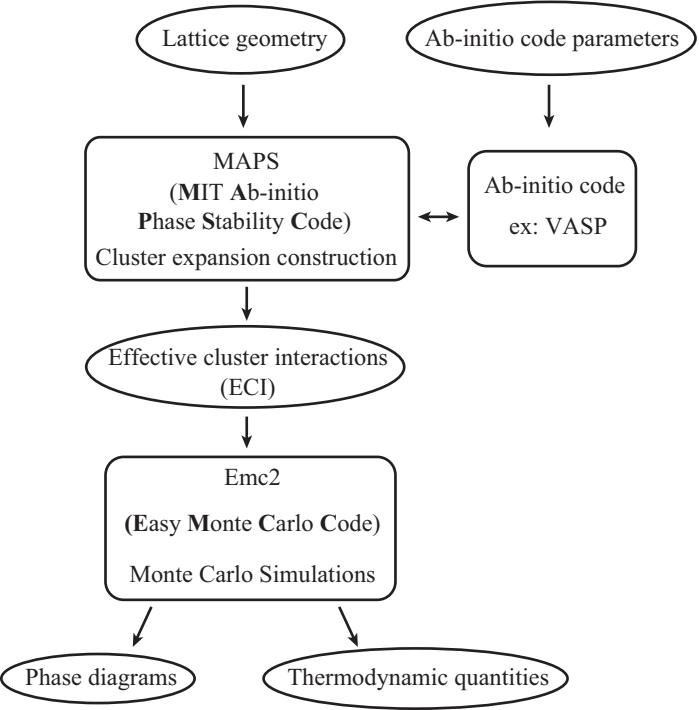 Lattice geometry
Ab-initio code parameters
MAPS
(MIT Ab-initio
Phase Stability Code)
Cluster expansion construction
Ab-initio code
ex: VASP
Effective cluster interactions
(ECI)
Emc2
(Easy Monte Carlo Code)
Monte Carlo Simulations
Phase diagrams
Thermodynamic quantities